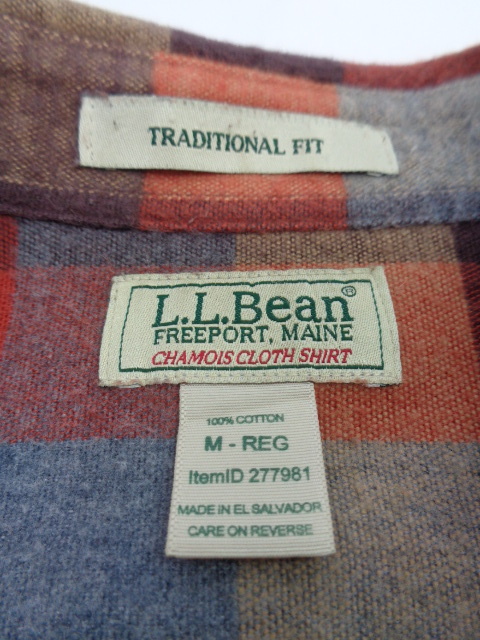 TRADITIONAL FIT
L.L.Bean®
FREEPORT, MAINE
CHAMOIS CLOTH SHIRT
100% COTTON
M - REG
ItemID 277981
MADE IN EL SALVADOR
CARE ON REVERSE